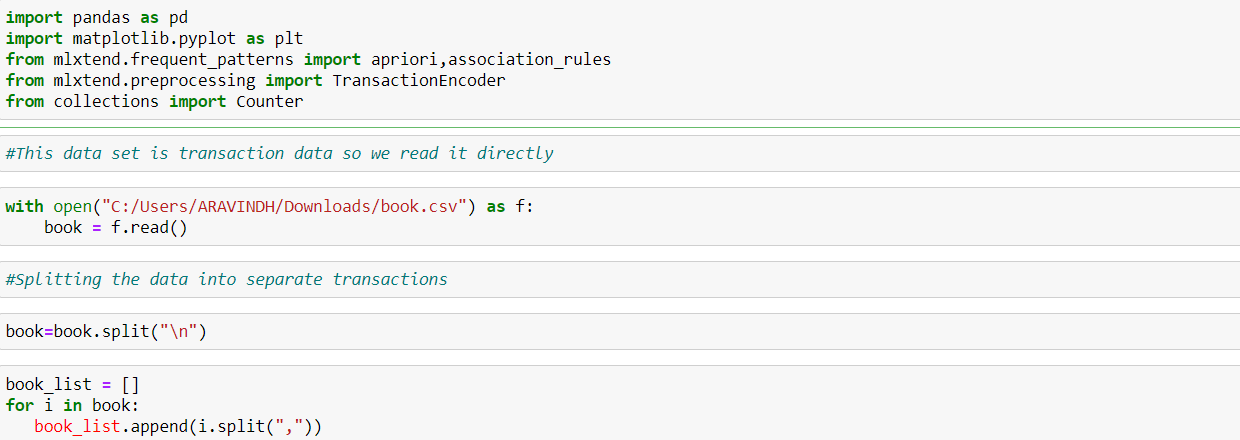 import pandas as pd
import matplotlib.pyplot as plt
from mlxtend.frequent_patterns import apriori,association_rules
from mlxtend.preprocessing import TransactionEncoder
from collections import Counter
#This data set is transaction data so we read it directly
with open("C:/Users/ARAVINDH/Downloads/book.csv") as f:
    book = f.read()
#Splitting the data into separate transactions
book=book.split("\n")
book_list = []
for i in book:
   book_list.append(i.split(","))